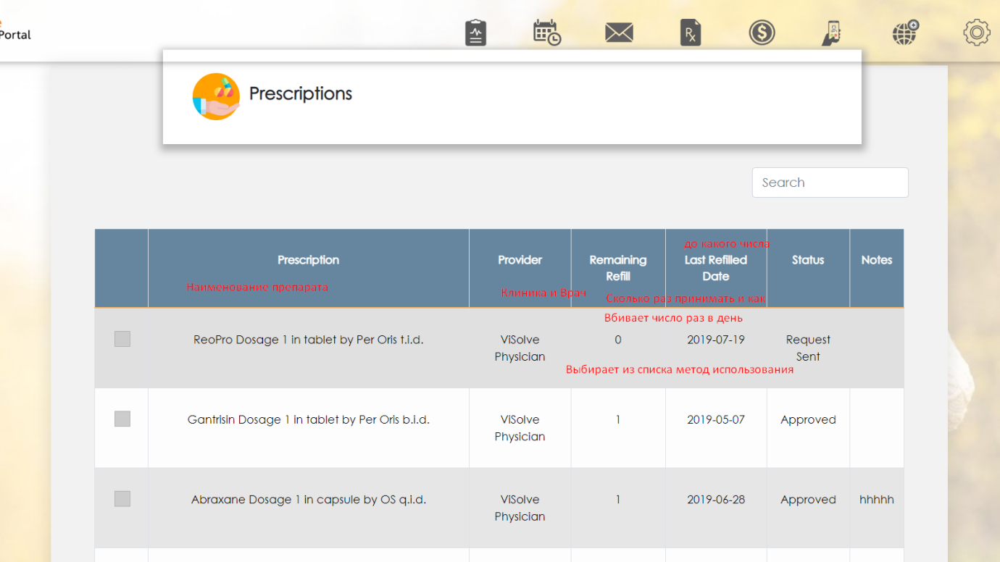 Portal
Prescriptions
Search
до какого числа
Prescription
Provider
Remaining
Refill
Last Refilled
Date
Status
Notes
Наименование препарата
Клиника и Врач
Сколько раз принимать и как
Вбивает число раз в день
ReoPro Dosage 1 in tablet by Per Oris t.i.d.
ViSolve
Physician
0
2019-07-19
Request
Sent
Выбирает из списка метод использования
Gantrisin Dosage 1 in tablet by Per Oris b.i.d.
ViSolve
Physician
1
2019-05-07
Approved
Abraxane Dosage 1 in capsule by OS q.i.d.
ViSolve
Physician
1
2019-06-28
Approved
hhhhh